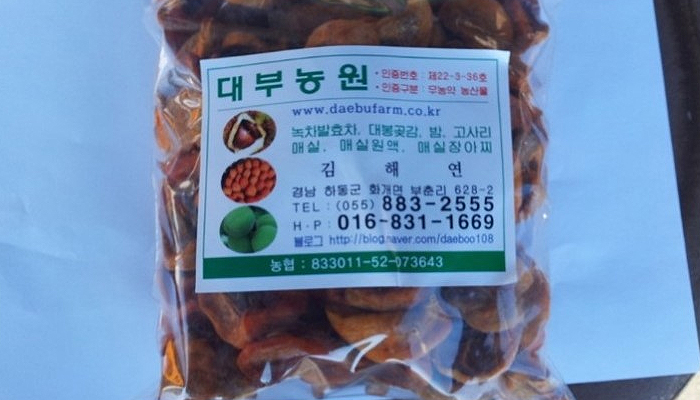 대부농원
• 인증번호 : 제22-3-36호
• 인증구분 : 무농약 농산물
www.daebufarm.co.kr
녹차발효차, 대봉곶감, 밤, 고사리
매실, 매실원액, 매실장아찌
김 해 연
경남 하동군 화개면 부춘리 628-2
TEL : (055) 883-2555
H·P : 016-831-1669
블로그 http://blog.naver.com/daeboo108
농협 : 833011-52-073643